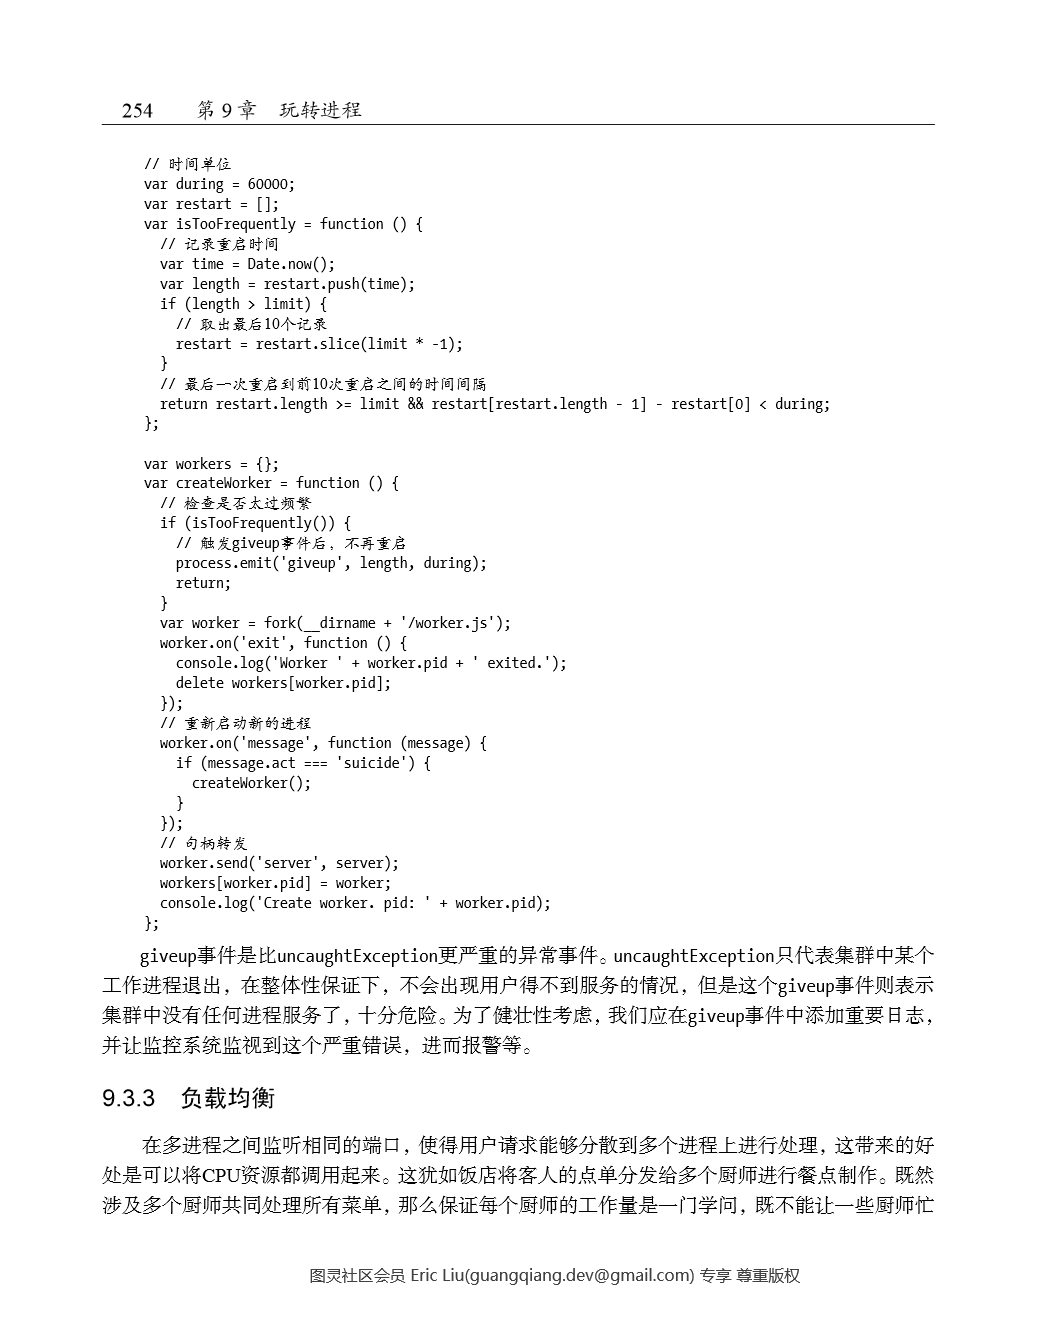 254 第 9 章 玩转进程
// 时间单位
var during = 60000;
var restart = [];
var isTooFrequently = function () {
  // 记录重启时间
  var time = Date.now();
  var length = restart.push(time);
  if (length > limit) {
    // 取出最后10个记录
    restart = restart.slice(limit * -1);
  }
  // 最后一次重启到前10次重启之间的时间间隔
  return restart.length >= limit && restart[restart.length - 1] - restart[0] < during;
};
var workers = {};
var createWorker = function () {
  // 检查是否太过频繁
  if (isTooFrequently()) {
    // 触发giveup事件后，不再重启
    process.emit('giveup', length, during);
    return;
  }
  var worker = fork(__dirname + '/worker.js');
  worker.on('exit', function () {
    console.log('Worker ' + worker.pid + ' exited.');
    delete workers[worker.pid];
  });
  // 重新启动新的进程
  worker.on('message', function (message) {
    if (message.act === 'suicide') {
      createWorker();
    }
  });
  // 句柄转发
  worker.send('server', server);
  workers[worker.pid] = worker;
  console.log('Create worker. pid: ' + worker.pid);
};
giveup事件是比uncaughtException更严重的异常事件。uncaughtException只代表集群中某个
工作进程退出，在整体性保证下，不会出现用户得不到服务的情况，但是这个giveup事件则表示
集群中没有任何进程服务了，十分危险。为了健壮性考虑，我们应在giveup事件中添加重要日志，
并让监控系统监视到这个严重错误，进而报警等。
9.3.3 负载均衡
在多进程之间监听相同的端口，使得用户请求能够分散到多个进程上进行处理，这带来的好
处是可以将CPU资源都调用起来。这犹如饭店将客人的点单分发给多个厨师进行餐点制作。既然
涉及多个厨师共同处理所有菜单，那么保证每个厨师的工作量是一门学问，既不能让一些厨师忙
图灵社区会员 Eric Liu(guangqiang.dev@gmail.com) 专享 尊重版权